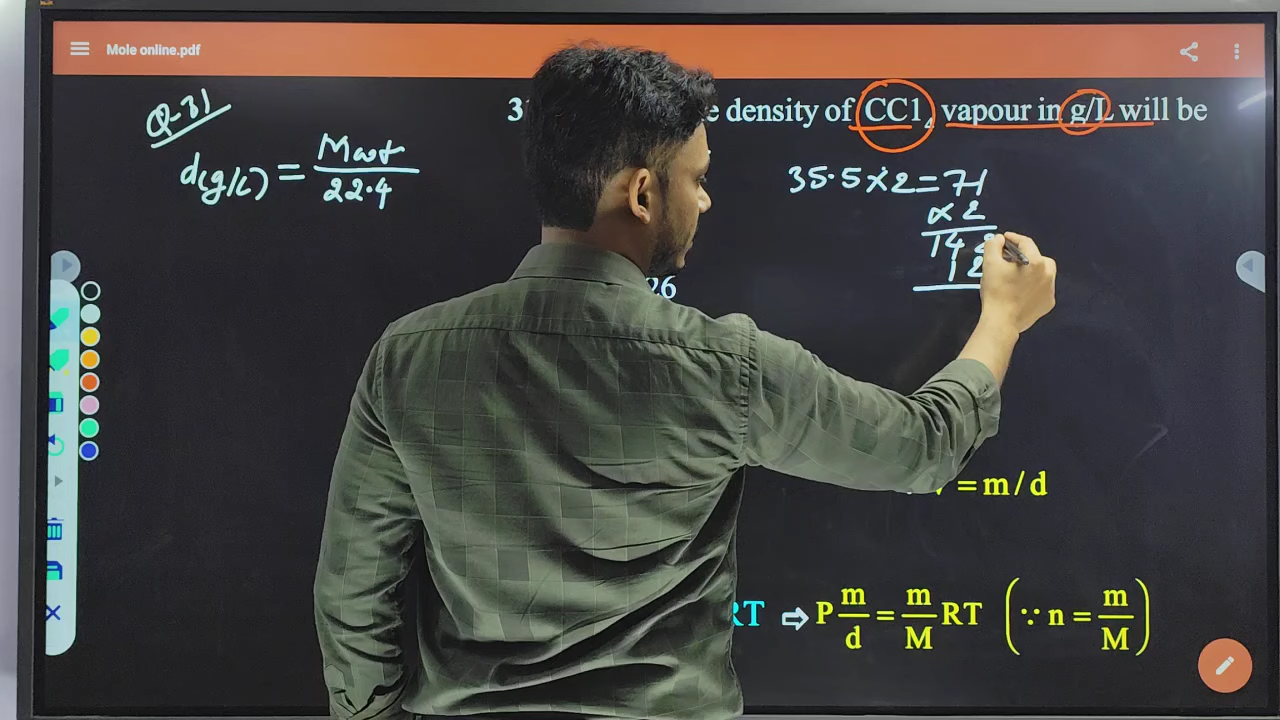 Mole online.pdf
Q-31
density of CCl₄ vapour in g/L will be
d(g/L) = Mwt / 22.4
35.5 × 2 = 71
× 2
142
12
26
V = m / d
RT ⇨ P m/d = m/M RT (∵ n = m/M)